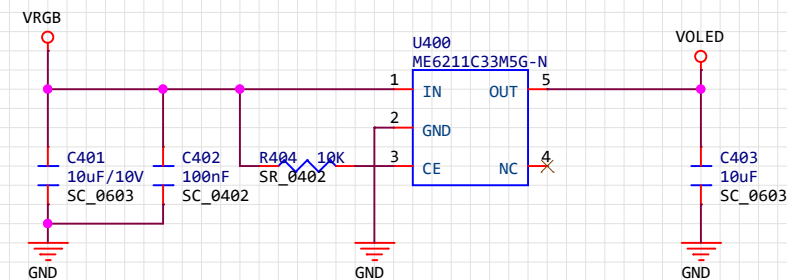 VRGB
U400
ME6211C33M5G-N
VOLED
1
IN
OUT
5
2
GND
C401
10uF/10V
SC_0603
C402
100nF
SC_0402
R404 10K
SR_0402
3
CE
NC
4
C403
10uF
SC_0603
GND
GND
GND